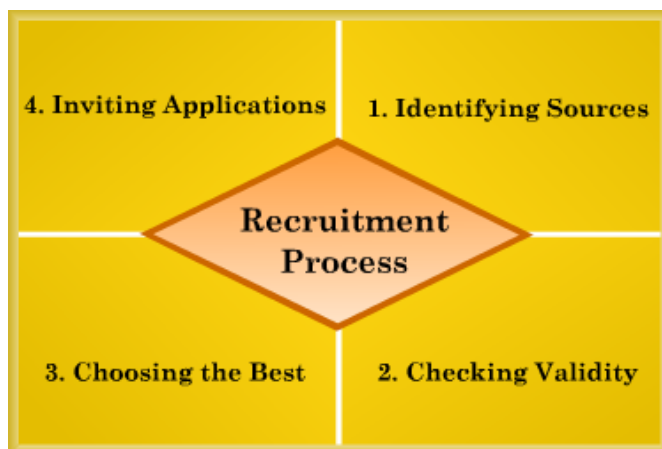 4. Inviting Applications
1. Identifying Sources
Recruitment
Process
3. Choosing the Best
2. Checking Validity